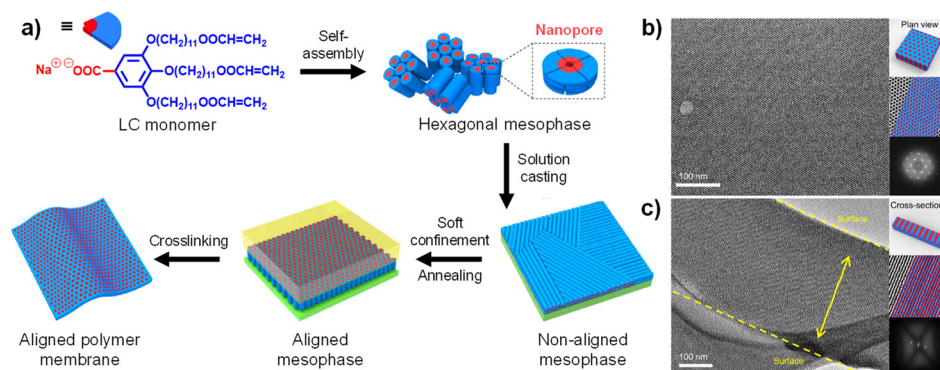 a)
≡
O(CH₂)₁₁OOCH=CH₂
Na⊕ ⊖OOC
O(CH₂)₁₁OOCH=CH₂
O(CH₂)₁₁OOCH=CH₂
LC monomer
Self-
assembly
Nanopore
Hexagonal mesophase
Solution
casting
Non-aligned
mesophase
Soft
confinement
Annealing
Aligned
mesophase
Crosslinking
Aligned polymer
membrane
b)
Plan view
100 nm
c)
Cross-section
Surface
Surface
100 nm